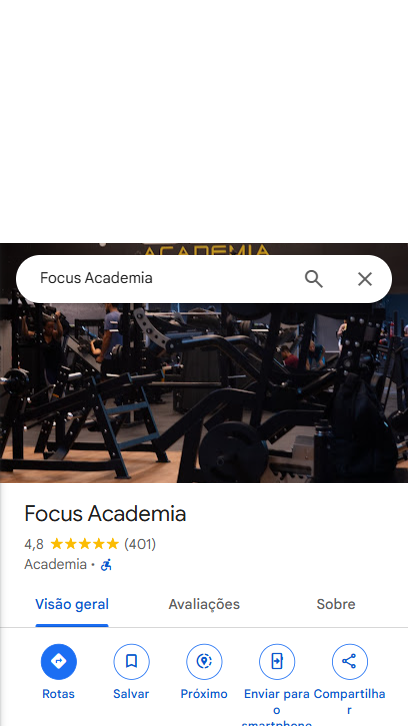 ACADEMIA
Focus Academia
Focus Academia
4,8 (401)
Academia ·
Visão geral Avaliações Sobre
Rotas Salvar Próximo Enviar para o smartphone Compartilhar